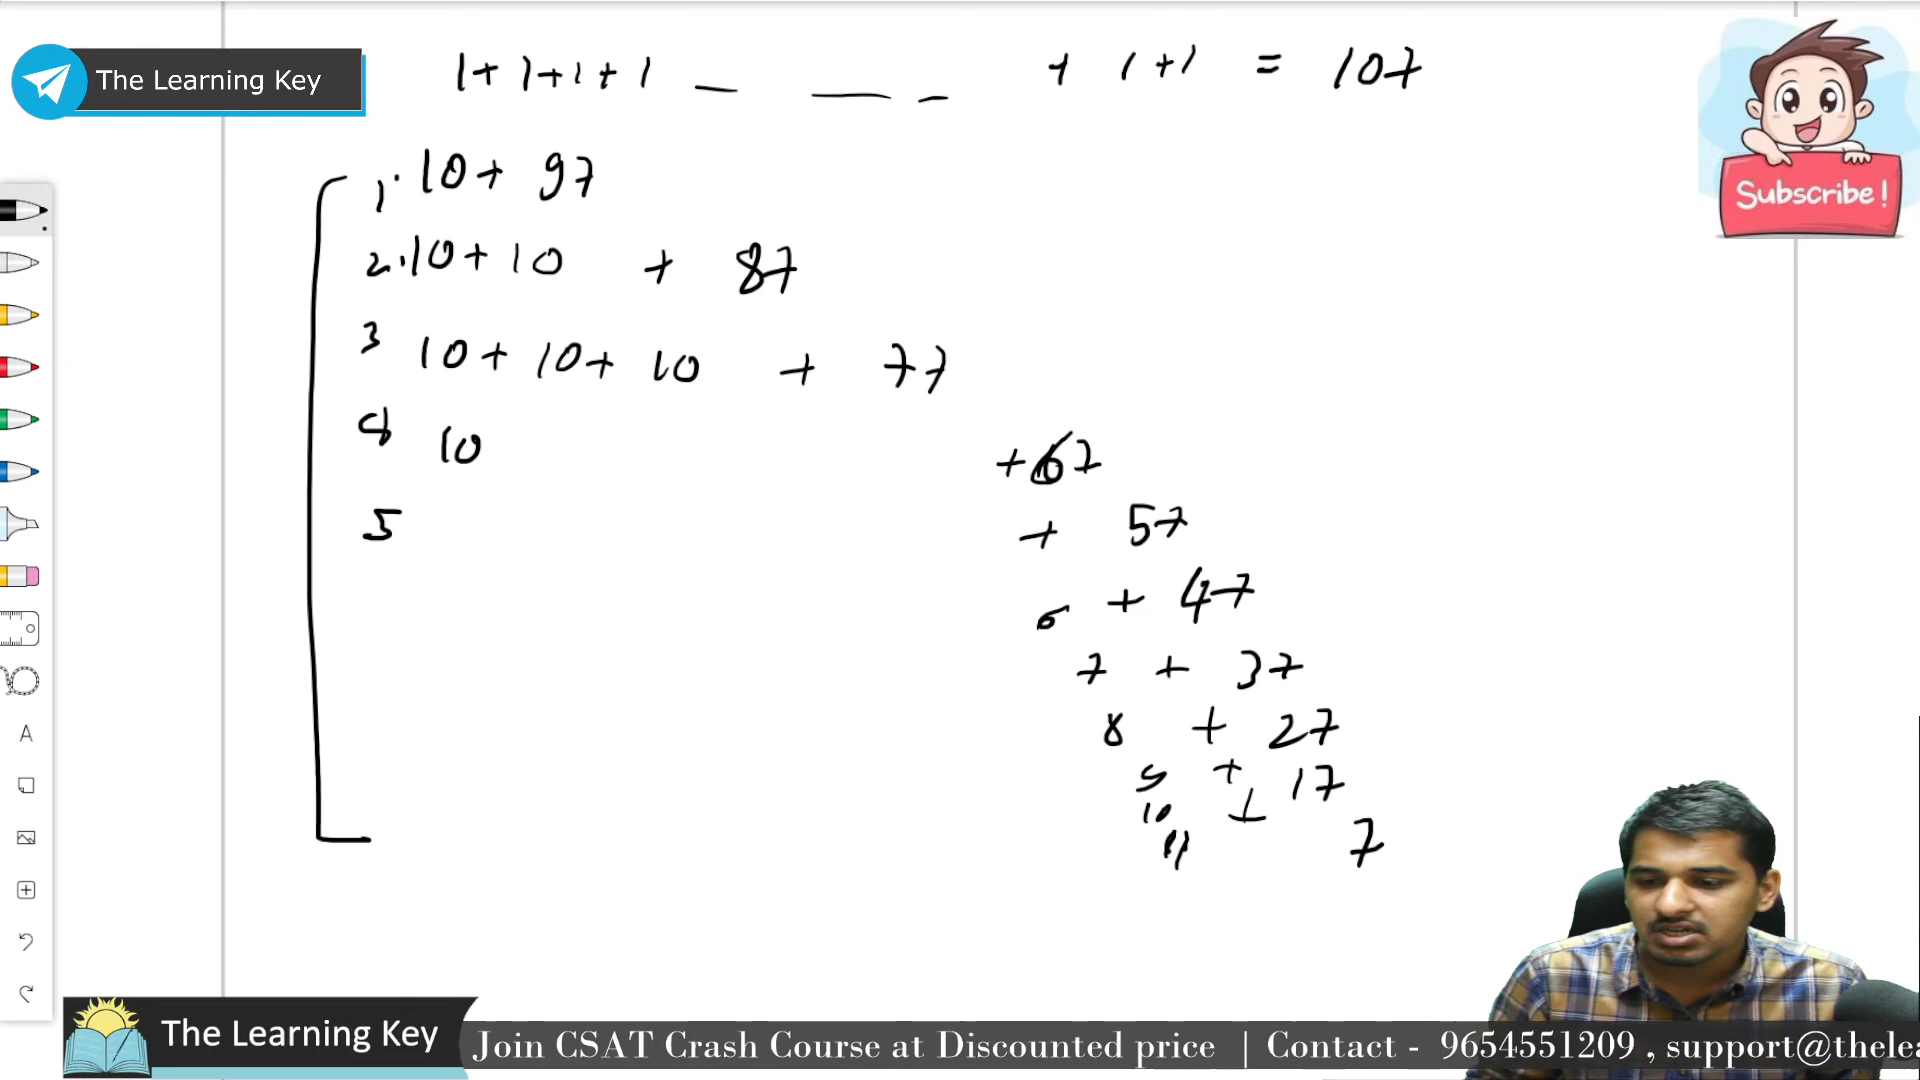 The Learning Key
1+1+1+1 — — – + 1+1 = 107
Subscribe!
1. 10+ 97
2. 10+ 10 + 87
3 10+ 10+ 10 + 77
4 10 +67
5 + 57
6 + 47
7 + 37
8 + 27
9 + 17
10 + 7
11
A
The Learning Key
Join CSAT Crash Course at Discounted price | Contact - 9654551209 , support@thelea